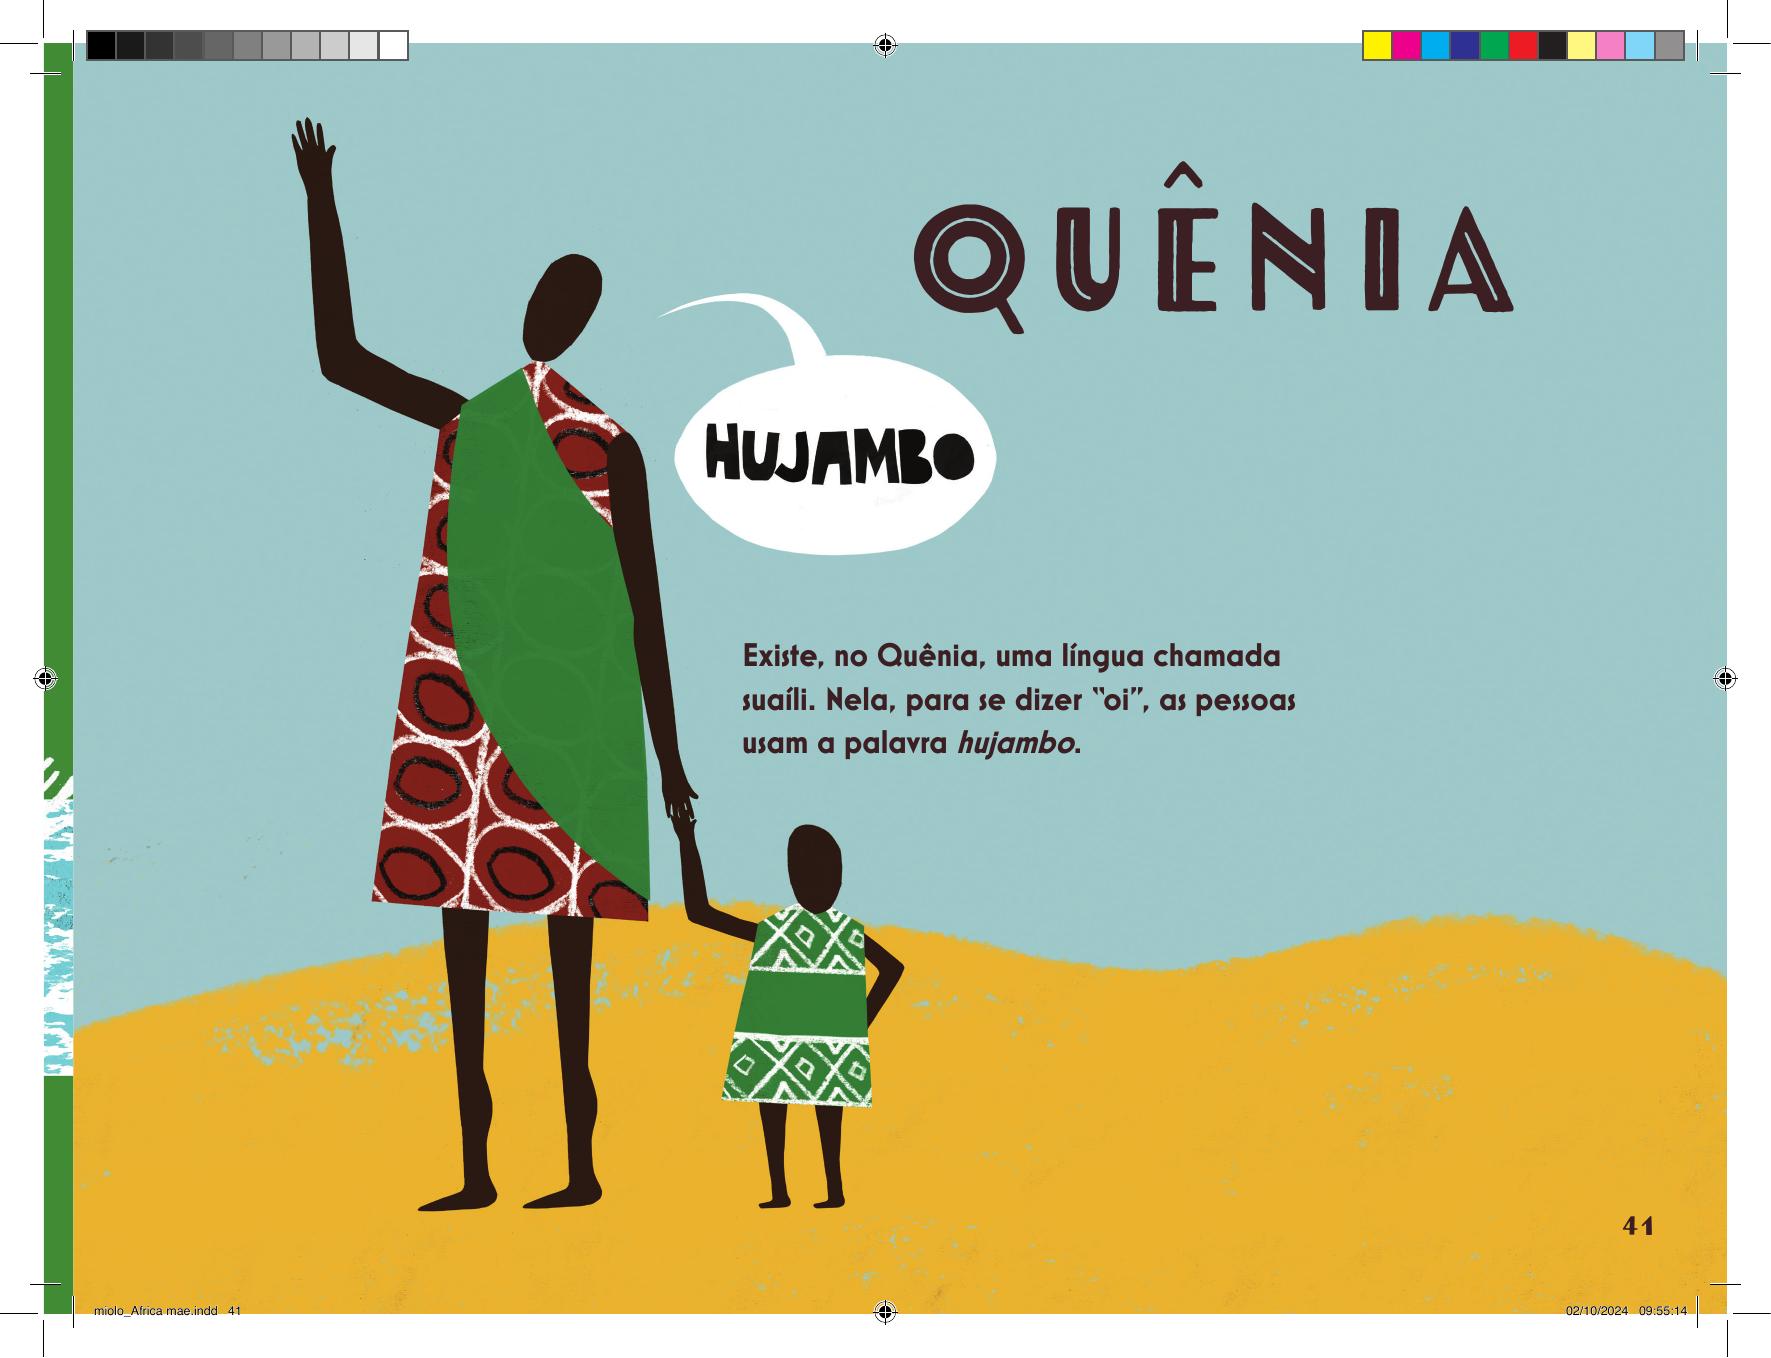 QUÊNIA
HUJAMBO
Existe, no Quênia, uma língua chamada
suaíli. Nela, para se dizer “oi”, as pessoas
usam a palavra hujambo.
41
miolo_Africa mae.indd 41
02/10/2024 09:55:14